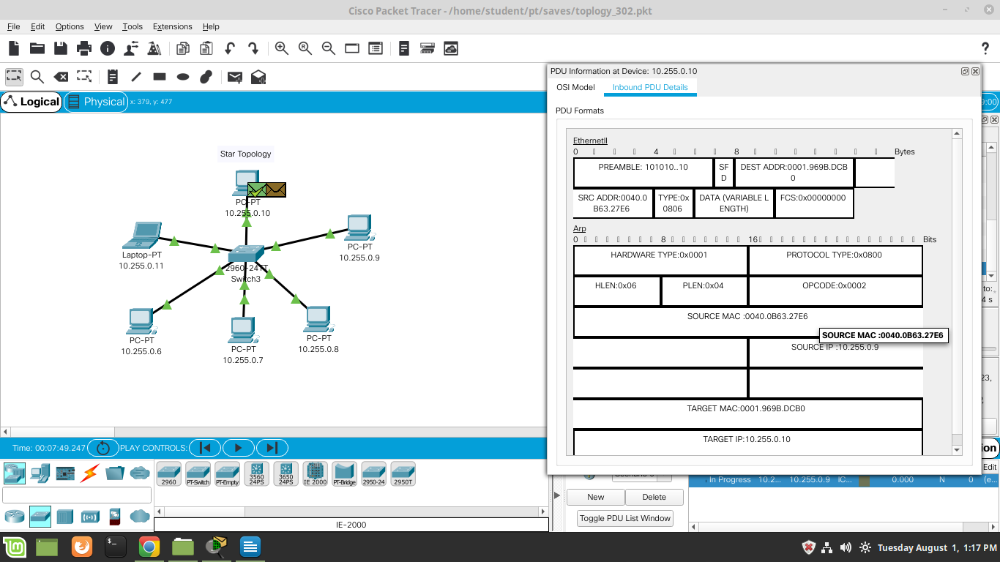 Cisco Packet Tracer - /home/student/pt/saves/toplogy_302.pkt
File Edit Options View Tools Extensions Help
Logical Physical x: 379, y: 477
Star Topology
PC-PT
10.255.0.10
Laptop-PT
10.255.0.11
PC-PT
10.255.0.9
2960-24TT
Switch3
PC-PT
10.255.0.6
PC-PT
10.255.0.7
PC-PT
10.255.0.8
PDU Information at Device: 10.255.0.10
OSI Model Inbound PDU Details
PDU Formats
EthernetII
0 4 8 Bytes
PREAMBLE: 101010..10
SF
D
DEST ADDR:0001.969B.DCB
0
SRC ADDR:0040.0
B63.27E6
TYPE:0x
0806
DATA (VARIABLE L
ENGTH)
FCS:0x00000000
Arp
0 8 16 Bits
HARDWARE TYPE:0x0001 PROTOCOL TYPE:0x0800
HLEN:0x06 PLEN:0x04 OPCODE:0x0002
SOURCE MAC :0040.0B63.27E6
SOURCE MAC :0040.0B63.27E6
SOURCE IP :10.255.0.9
TARGET MAC:0001.969B.DCB0
TARGET IP:10.255.0.10
Time: 00:07:49.247 PLAY CONTROLS:
2960 PT-Switch PT-Empty 3560 24PS 3650 24PS IE 2000 PT-Bridge 2950-24 2950T
IE-2000
New Delete
Toggle PDU List Window
Edit
In Progress 10.2... 10.255.0.9 IC... 0.000 N 0 (e...
Tuesday August 1, 1:17 PM